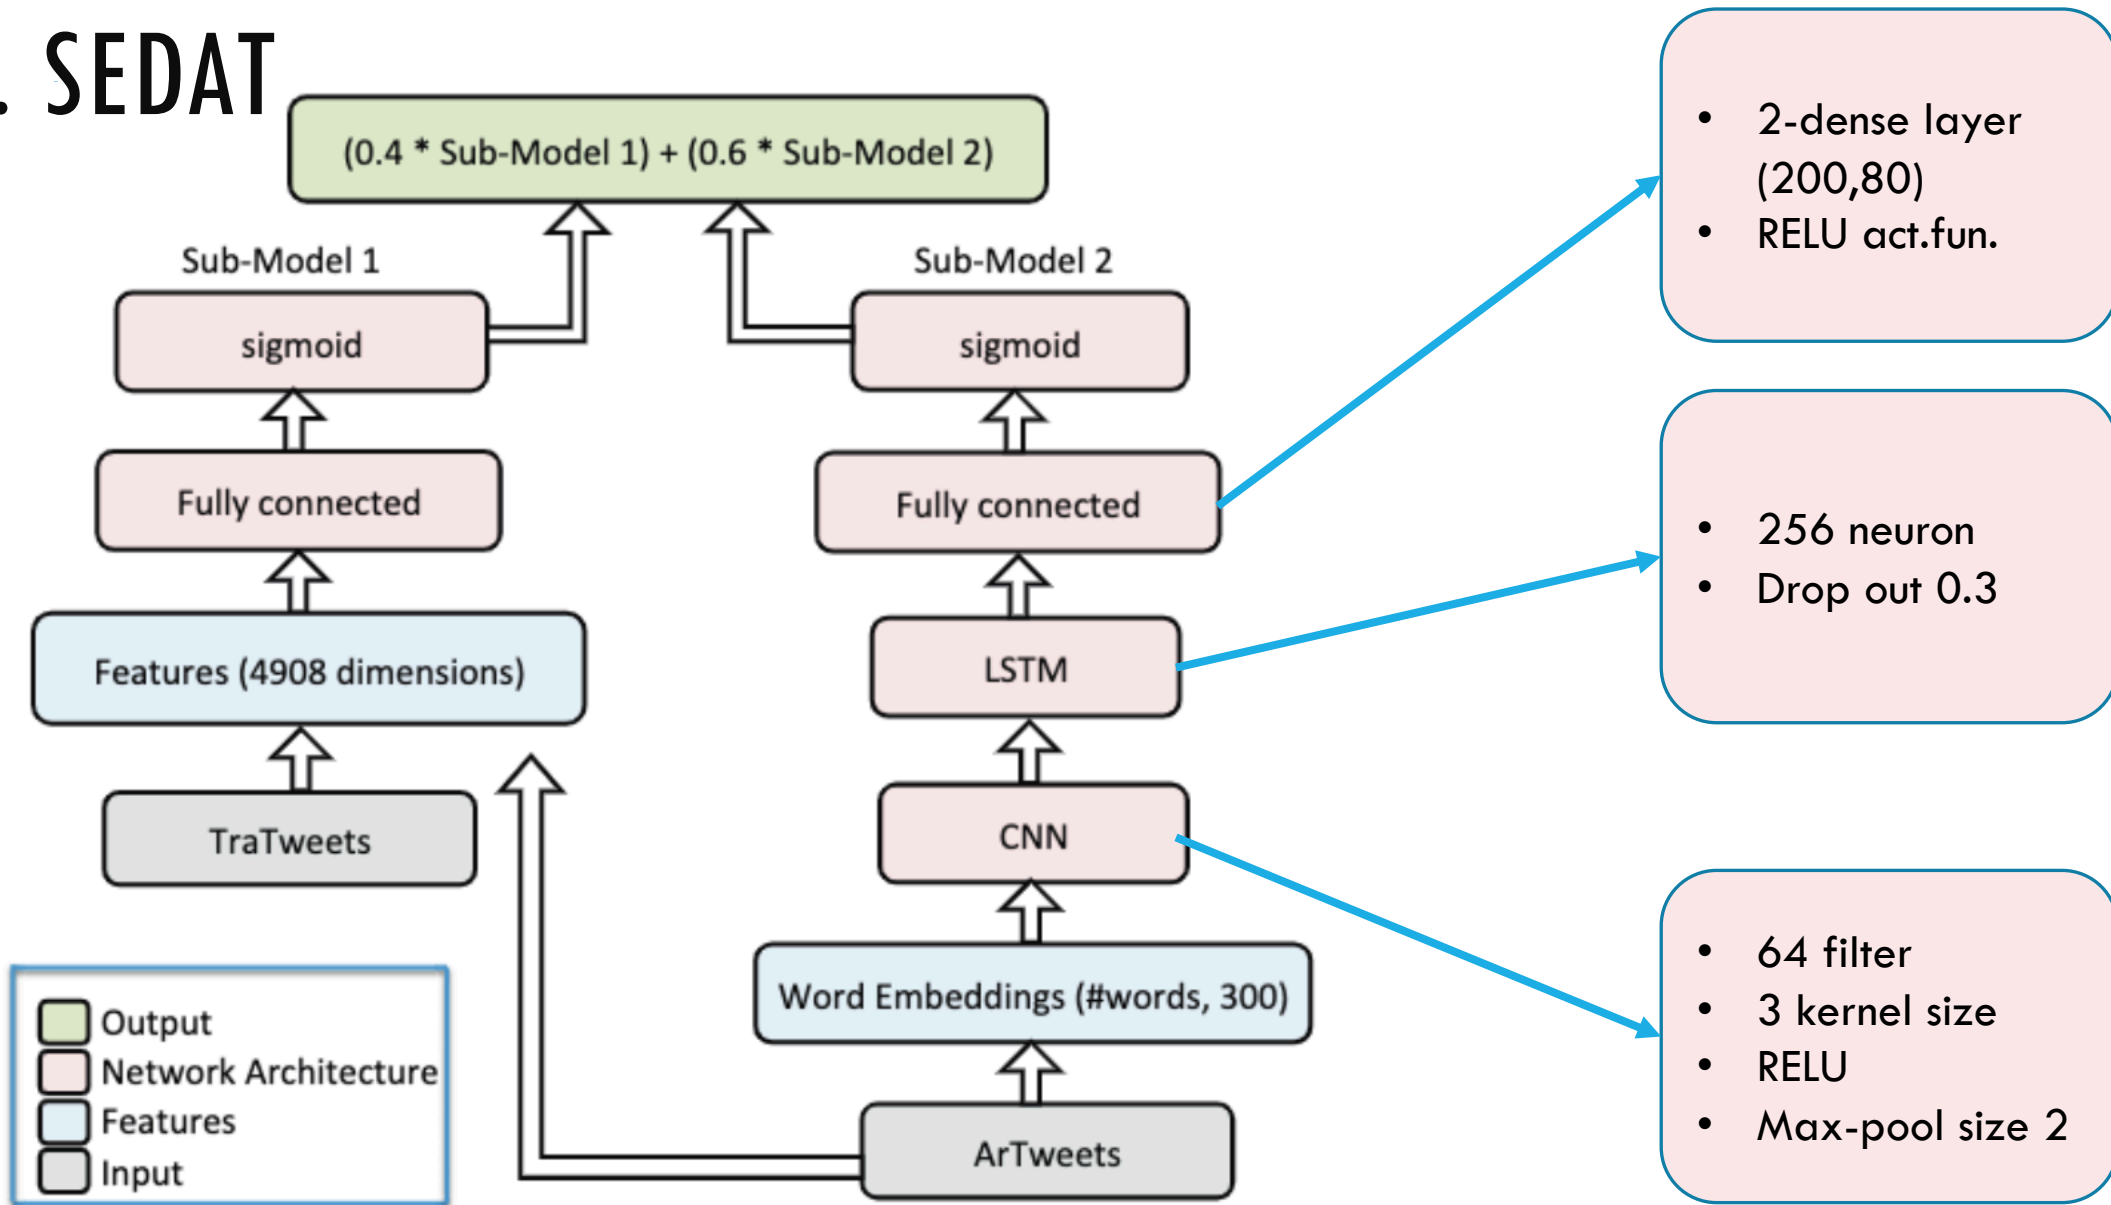 . SEDAT
(0.4 * Sub-Model 1) + (0.6 * Sub-Model 2)
Sub-Model 1
sigmoid
Fully connected
Features (4908 dimensions)
TraTweets
Sub-Model 2
sigmoid
Fully connected
LSTM
CNN
Word Embeddings (#words, 300)
ArTweets
Output
Network Architecture
Features
Input
• 2-dense layer
(200,80)
• RELU act.fun.
• 256 neuron
• Drop out 0.3
• 64 filter
• 3 kernel size
• RELU
• Max-pool size 2